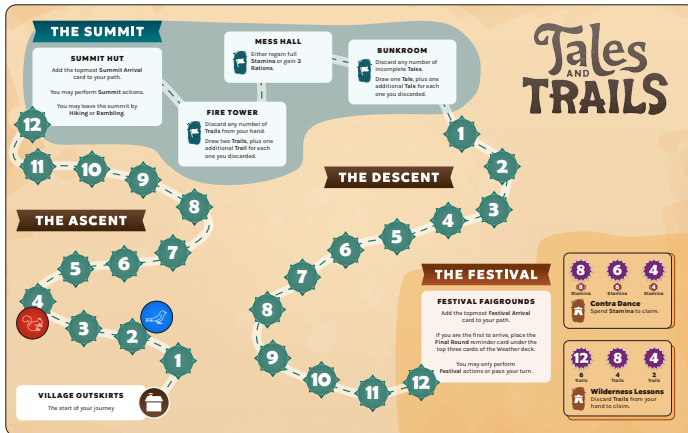 THE SUMMIT
SUMMIT HUT
Add the topmost Summit Arrival
card to your path.
You may perform Summit actions.
You may leave the summit by
Hiking or Rambling.
MESS HALL
Either regain full
Stamina or gain 3
Rations.
BUNKROOM
Discard any number of
incomplete Tales.
Draw one Tale, plus one
additional Tale for each
one you discarded.
FIRE TOWER
Discard any number of
Trails from your hand.
Draw two Trails, plus one
additional Trail for each
one you discarded.
Tales
AND
TRAILS
12
11
10
9
8
THE ASCENT
7
6
5
4
3
2
1
VILLAGE OUTSKIRTS
The start of your journey
THE DESCENT
1
2
3
4
5
6
7
8
9
10
11
12
THE FESTIVAL
FESTIVAL FAIGROUNDS
Add the topmost Festival Arrival
card to your path.
If you are the first to arrive, place the
Final Round reminder card under the
top three cards of the Weather deck.
You may only perform
Festival actions or pass your turn.
8 6 4
8 6 4
Stamina Stamina Stamina
Contra Dance
Spend Stamina to claim.
12 8 4
6 4 2
Trails Trails Trails
Wilderness Lessons
Discard Trails from your
hand to claim.